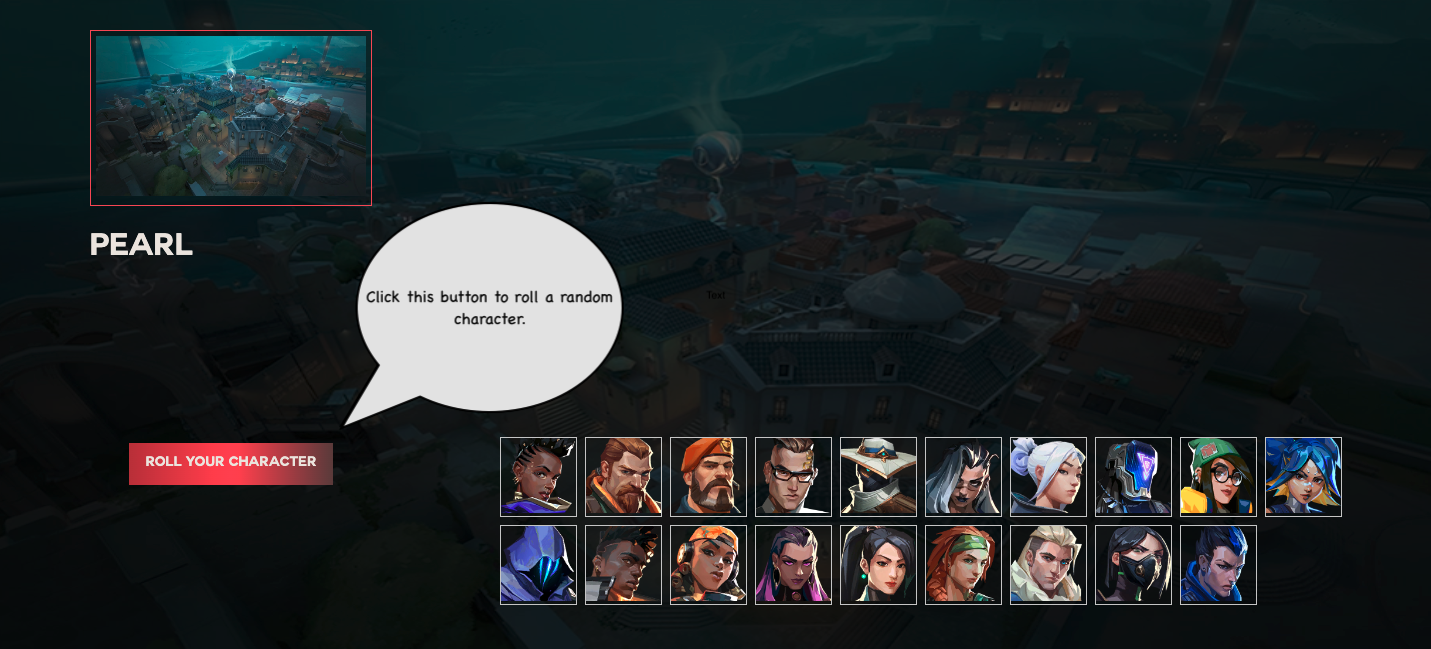 PEARL
Click this button to roll a random
character.
Text
ROLL YOUR CHARACTER